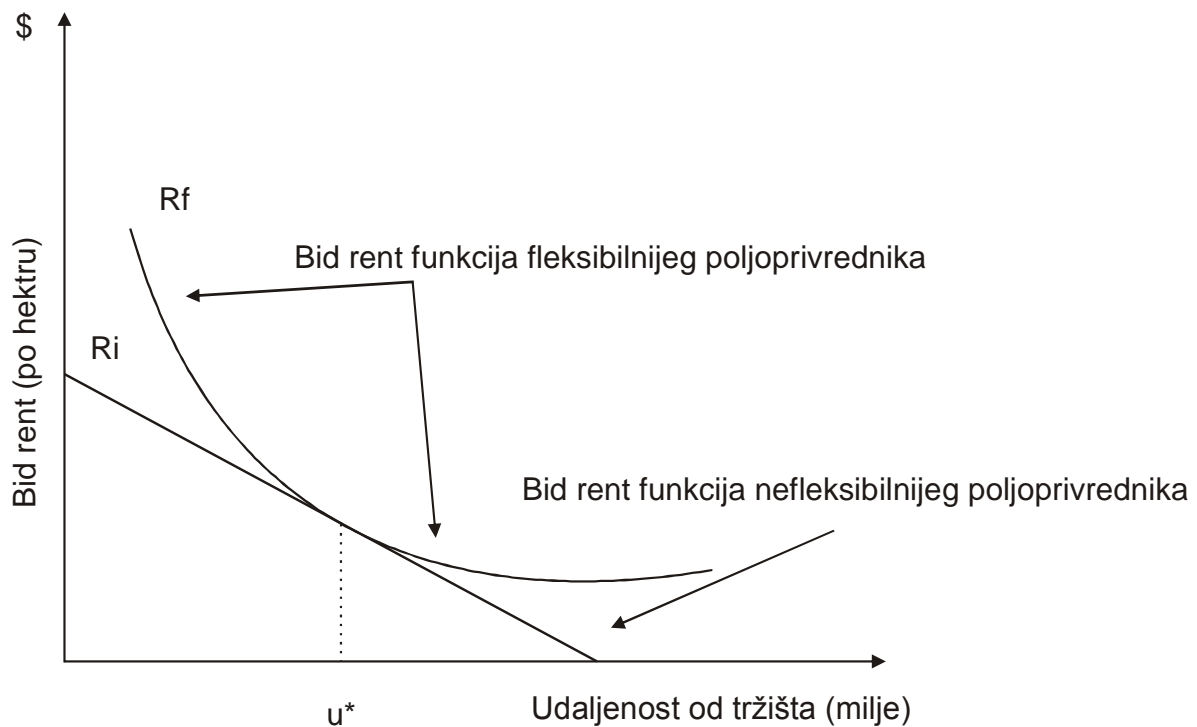 $
Rf
Bid rent funkcija fleksibilnijeg poljoprivrednika
Ri
Bid rent (po hektru)
Bid rent funkcija nefleksibilnijeg poljoprivrednika
u*
Udaljenost od tržišta (milje)